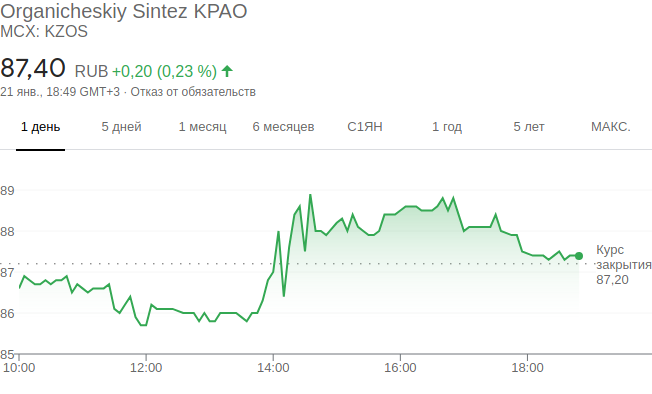 Organicheskiy Sintez KPAO
MCX: KZOS
87,40 RUB +0,20 (0,23 %)
21 янв., 18:49 GMT+3 · Отказ от обязательств
1 день 5 дней 1 месяц 6 месяцев С1ЯН 1 год 5 лет МАКС.
89
88
87
86
85
Курс
закрытия
87,20
10:00 12:00 14:00 16:00 18:00